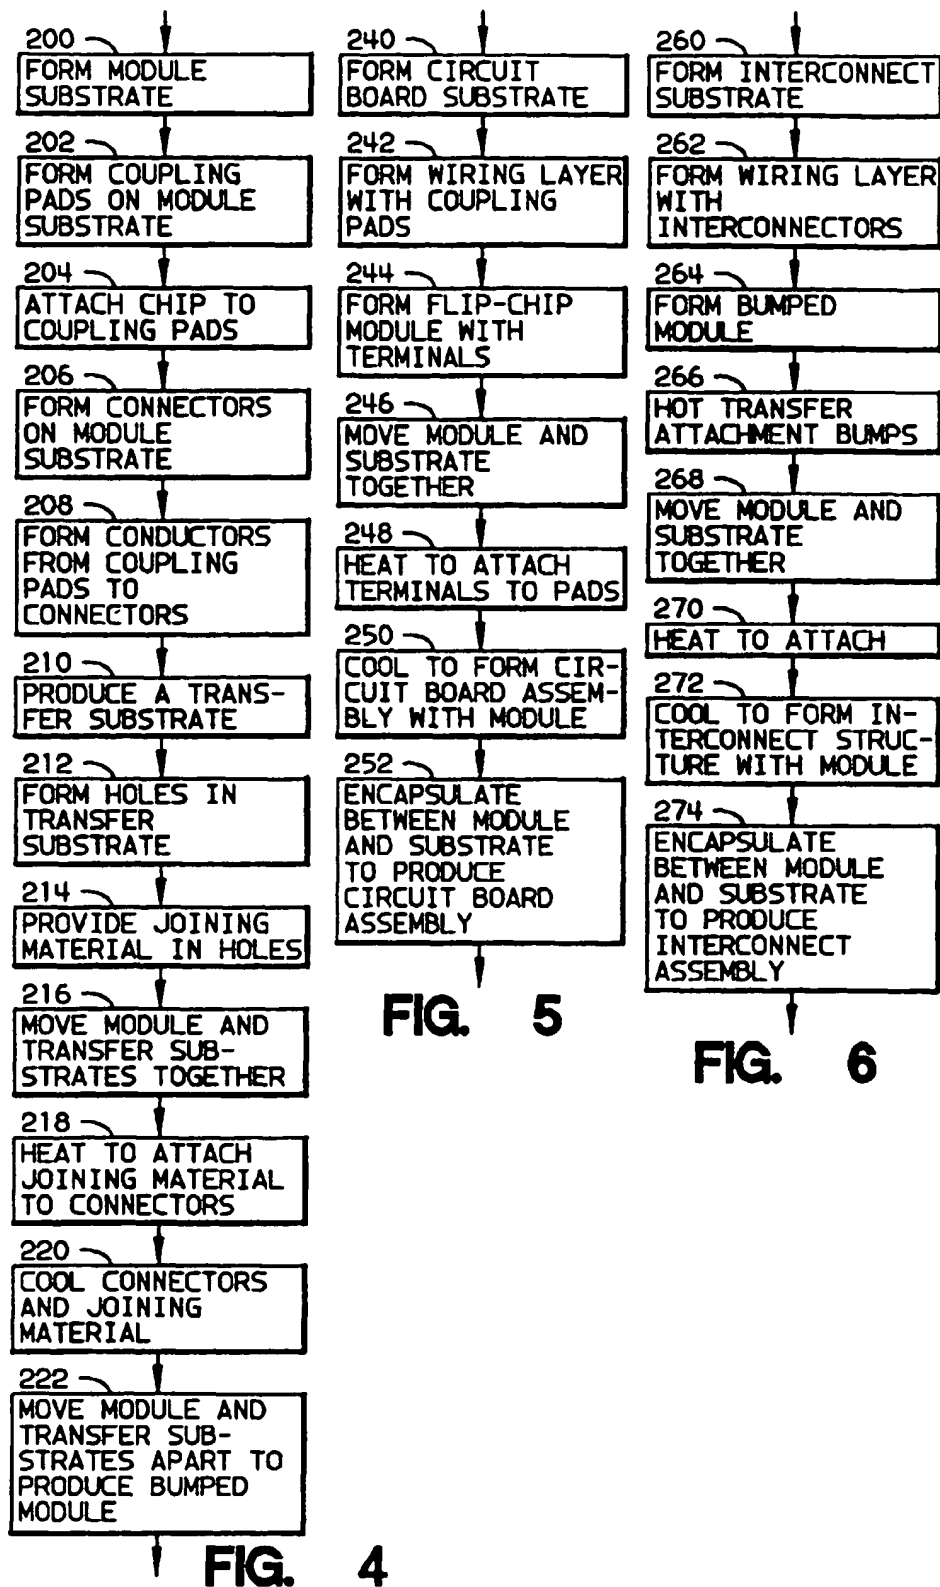 200
FORM MODULE
SUBSTRATE
202
FORM COUPLING
PADS ON MODULE
SUBSTRATE
204
ATTACH CHIP TO
COUPLING PADS
206
FORM CONNECTORS
ON MODULE
SUBSTRATE
208
FORM CONDUCTORS
FROM COUPLING
PADS TO
CONNECTORS
210
PRODUCE A TRANS-
FER SUBSTRATE
212
FORM HOLES IN
TRANSFER
SUBSTRATE
214
PROVIDE JOINING
MATERIAL IN HOLES
216
MOVE MODULE AND
TRANSFER SUB-
STRATES TOGETHER
218
HEAT TO ATTACH
JOINING MATERIAL
TO CONNECTORS
220
COOL CONNECTORS
AND JOINING
MATERIAL
222
MOVE MODULE AND
TRANSFER SUB-
STRATES APART TO
PRODUCE BUMPED
MODULE
FIG. 4
240
FORM CIRCUIT
BOARD SUBSTRATE
242
FORM WIRING LAYER
WITH COUPLING
PADS
244
FORM FLIP-CHIP
MODULE WITH
TERMINALS
246
MOVE MODULE AND
SUBSTRATE
TOGETHER
248
HEAT TO ATTACH
TERMINALS TO PADS
250
COOL TO FORM CIR-
CUIT BOARD ASSEM-
BLY WITH MODULE
252
ENCAPSULATE
BETWEEN MODULE
AND SUBSTRATE
TO PRODUCE
CIRCUIT BOARD
ASSEMBLY
FIG. 5
260
FORM INTERCONNECT
SUBSTRATE
262
FORM WIRING LAYER
WITH
INTERCONNECTORS
264
FORM BUMPED
MODULE
266
HOT TRANSFER
ATTACHMENT BUMPS
268
MOVE MODULE AND
SUBSTRATE
TOGETHER
270
HEAT TO ATTACH
272
COOL TO FORM IN-
TERCONNECT STRUC-
TURE WITH MODULE
274
ENCAPSULATE
BETWEEN MODULE
AND SUBSTRATE
TO PRODUCE
INTERCONNECT
ASSEMBLY
FIG. 6